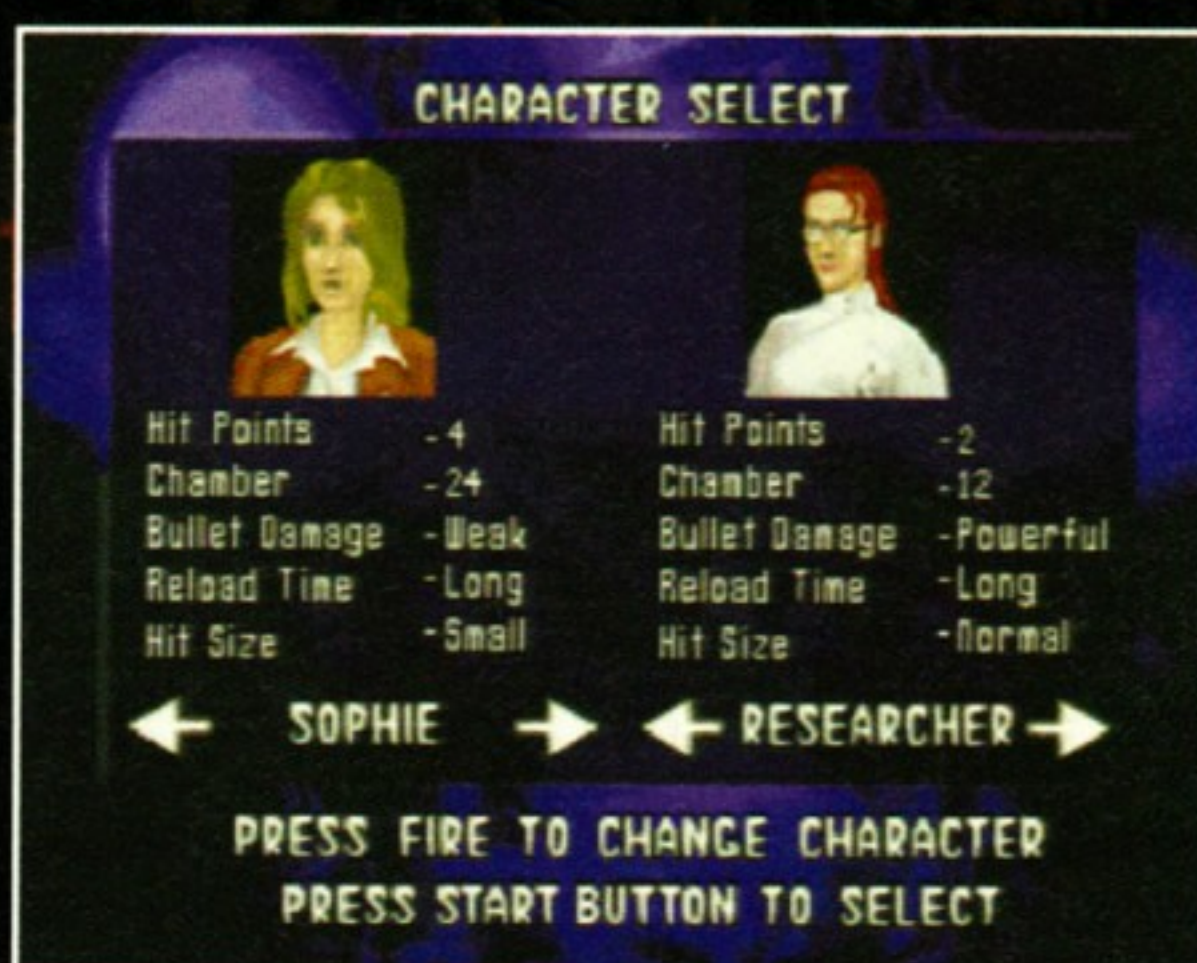 CHARACTER SELECT
Hit Points -4
Chamber -24
Bullet Damage -Weak
Reload Time -Long
Hit Size -Small
SOPHIE
Hit Points -2
Chamber -12
Bullet Damage -Powerful
Reload Time -Long
Hit Size -Normal
RESEARCHER
PRESS FIRE TO CHANGE CHARACTER
PRESS START BUTTON TO SELECT